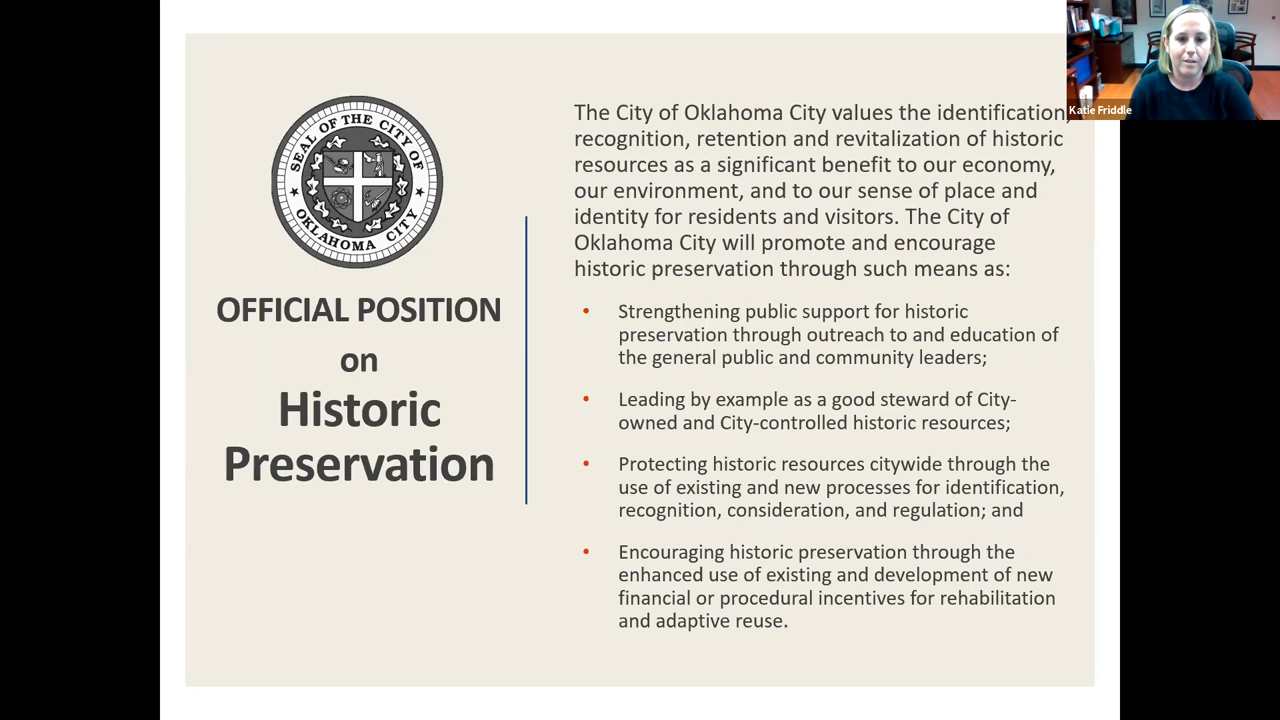 SEAL OF THE CITY OF
OKLAHOMA CITY
OFFICIAL POSITION
on
Historic
Preservation
The City of Oklahoma City values the identification,
recognition, retention and revitalization of historic
resources as a significant benefit to our economy,
our environment, and to our sense of place and
identity for residents and visitors. The City of
Oklahoma City will promote and encourage
historic preservation through such means as:
• Strengthening public support for historic
preservation through outreach to and education of
the general public and community leaders;
• Leading by example as a good steward of City-
owned and City-controlled historic resources;
• Protecting historic resources citywide through the
use of existing and new processes for identification,
recognition, consideration, and regulation; and
• Encouraging historic preservation through the
enhanced use of existing and development of new
financial or procedural incentives for rehabilitation
and adaptive reuse.
Katie Friddle